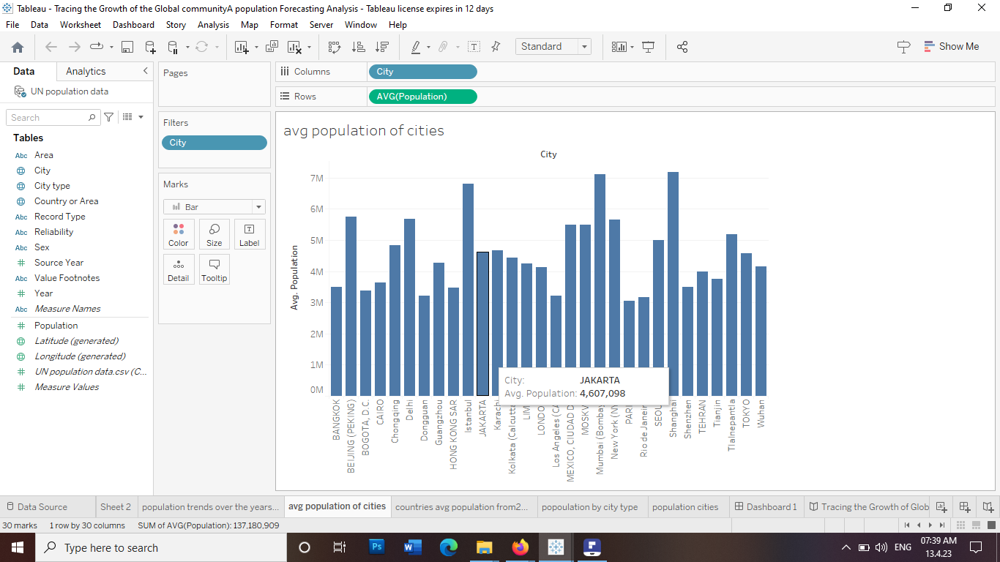 Tableau - Tracing the Growth of the Global communityA population Forecasting Analysis - Tableau license expires in 12 days
File Data Worksheet Dashboard Story Analysis Map Format Server Window Help
Standard
Show Me
Data Analytics
UN population data
Search
Tables
Abc Area
City
City type
Country or Area
Abc Record Type
Abc Reliability
Abc Sex
Source Year
Abc Value Footnotes
Year
Abc Measure Names
Population
Latitude (generated)
Longitude (generated)
UN population data.csv (C...
Measure Values
Pages
Filters
City
Marks
Bar
Color Size Label
Detail Tooltip
Columns City
Rows AVG(Population)
avg population of cities
City
Avg. Population
7M
6M
5M
4M
3M
2M
1M
0M
BANGKOK
BEIJING (PEKING)
BOGOTA, D.C.
CAIRO
Chongqing
Delhi
Dongguan
Guangzhou
HONG KONG SAR
Istanbul
JAKARTA
Karachi
Kolkata (Calcutta
LIM
LONDO
Los Angeles (CA
MEXICO, CIUDAD D
MOSKV
Mumbai (Bombay
New York (NY
PARI
Rio de Janeir
SEOU
Shanghai
Shenzhen
TEHRAN
Tianjin
Tlalnepantla
TOKYO
Wuhan
City: JAKARTA
Avg. Population: 4,607,098
Data Source Sheet 2 population trends over the years... avg population of cities countries avg population from2... popoulation by city type population cities Dashboard 1 Tracing the Growth of Glob
30 marks 1 row by 30 columns SUM of AVG(Population): 137,180,909
Type here to search
Ps
W
ENG
07:39 AM
13.4.23